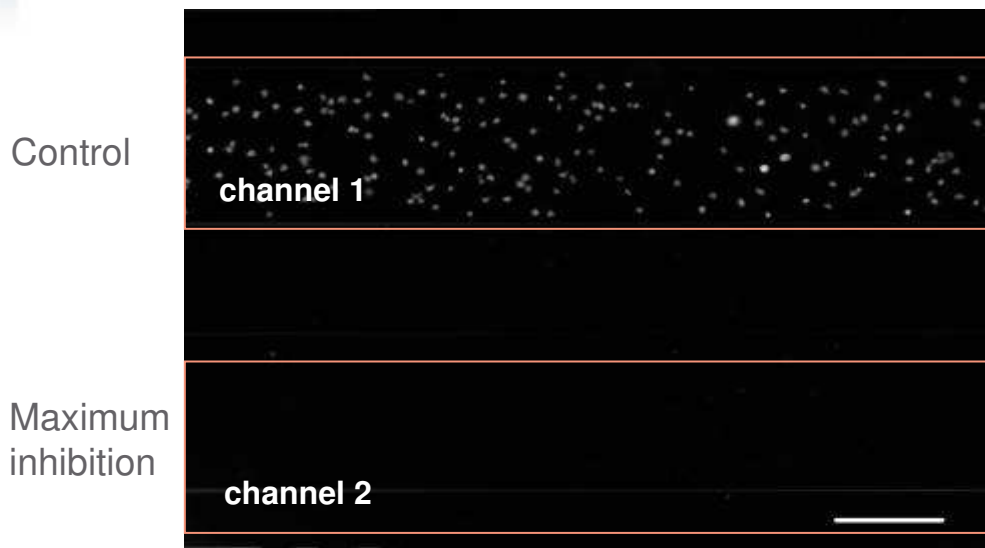 Control
channel 1
Maximum
inhibition
channel 2